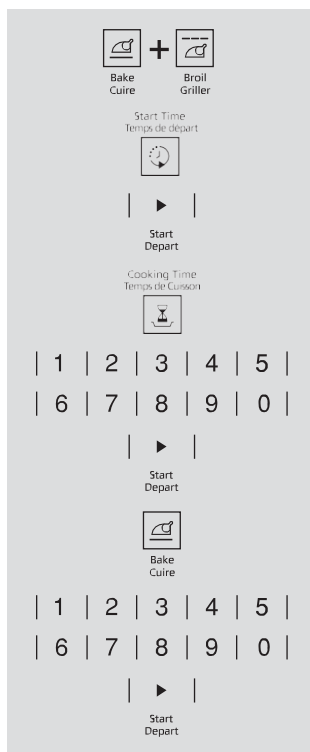 +
Bake Broil
Cuire Griller
Start Time
Temps de départ
Start
Depart
Cooking Time
Temps de Cuisson
| 1 | 2 | 3 | 4 | 5 |
| 6 | 7 | 8 | 9 | 0 |
Start
Depart
Bake
Cuire
| 1 | 2 | 3 | 4 | 5 |
| 6 | 7 | 8 | 9 | 0 |
Start
Depart